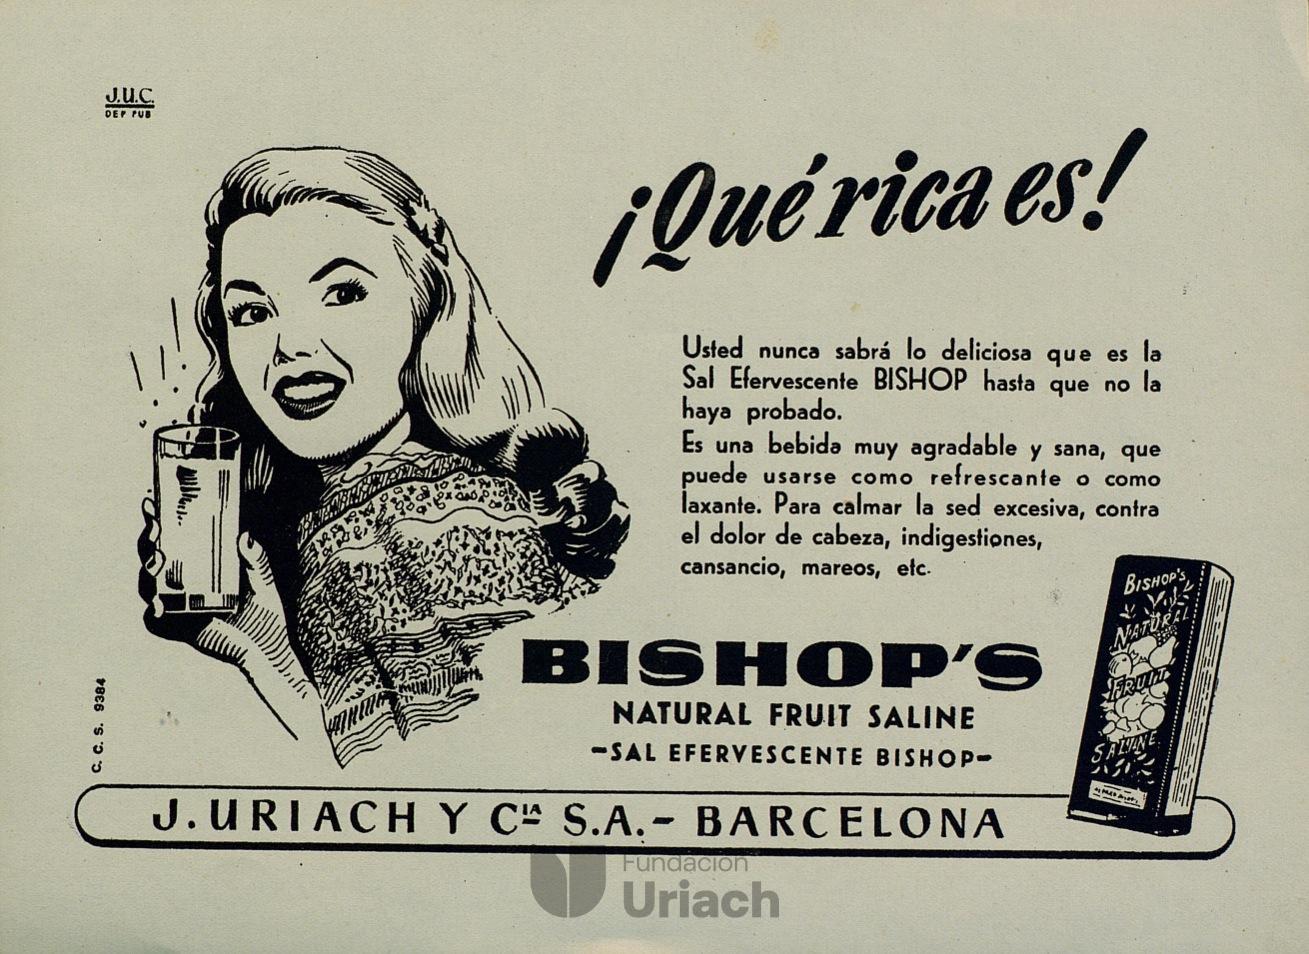 J.U.C.
DEP PUB
¡Qué rica es!
Usted nunca sabrá lo deliciosa que es la
Sal Efervescente BISHOP hasta que no la
haya probado.
Es una bebida muy agradable y sana, que
puede usarse como refrescante o como
laxante. Para calmar la sed excesiva, contra
el dolor de cabeza, indigestiones,
cansancio, mareos, etc.
BISHOP'S
NATURAL
FRUIT
SALINE
BISHOP'S
NATURAL FRUIT SALINE
-SAL EFERVESCENTE BISHOP-
C. C. S. 9384
J. URIACH Y Cıᴀ S.A. - BARCELONA
Fundación
Uriach